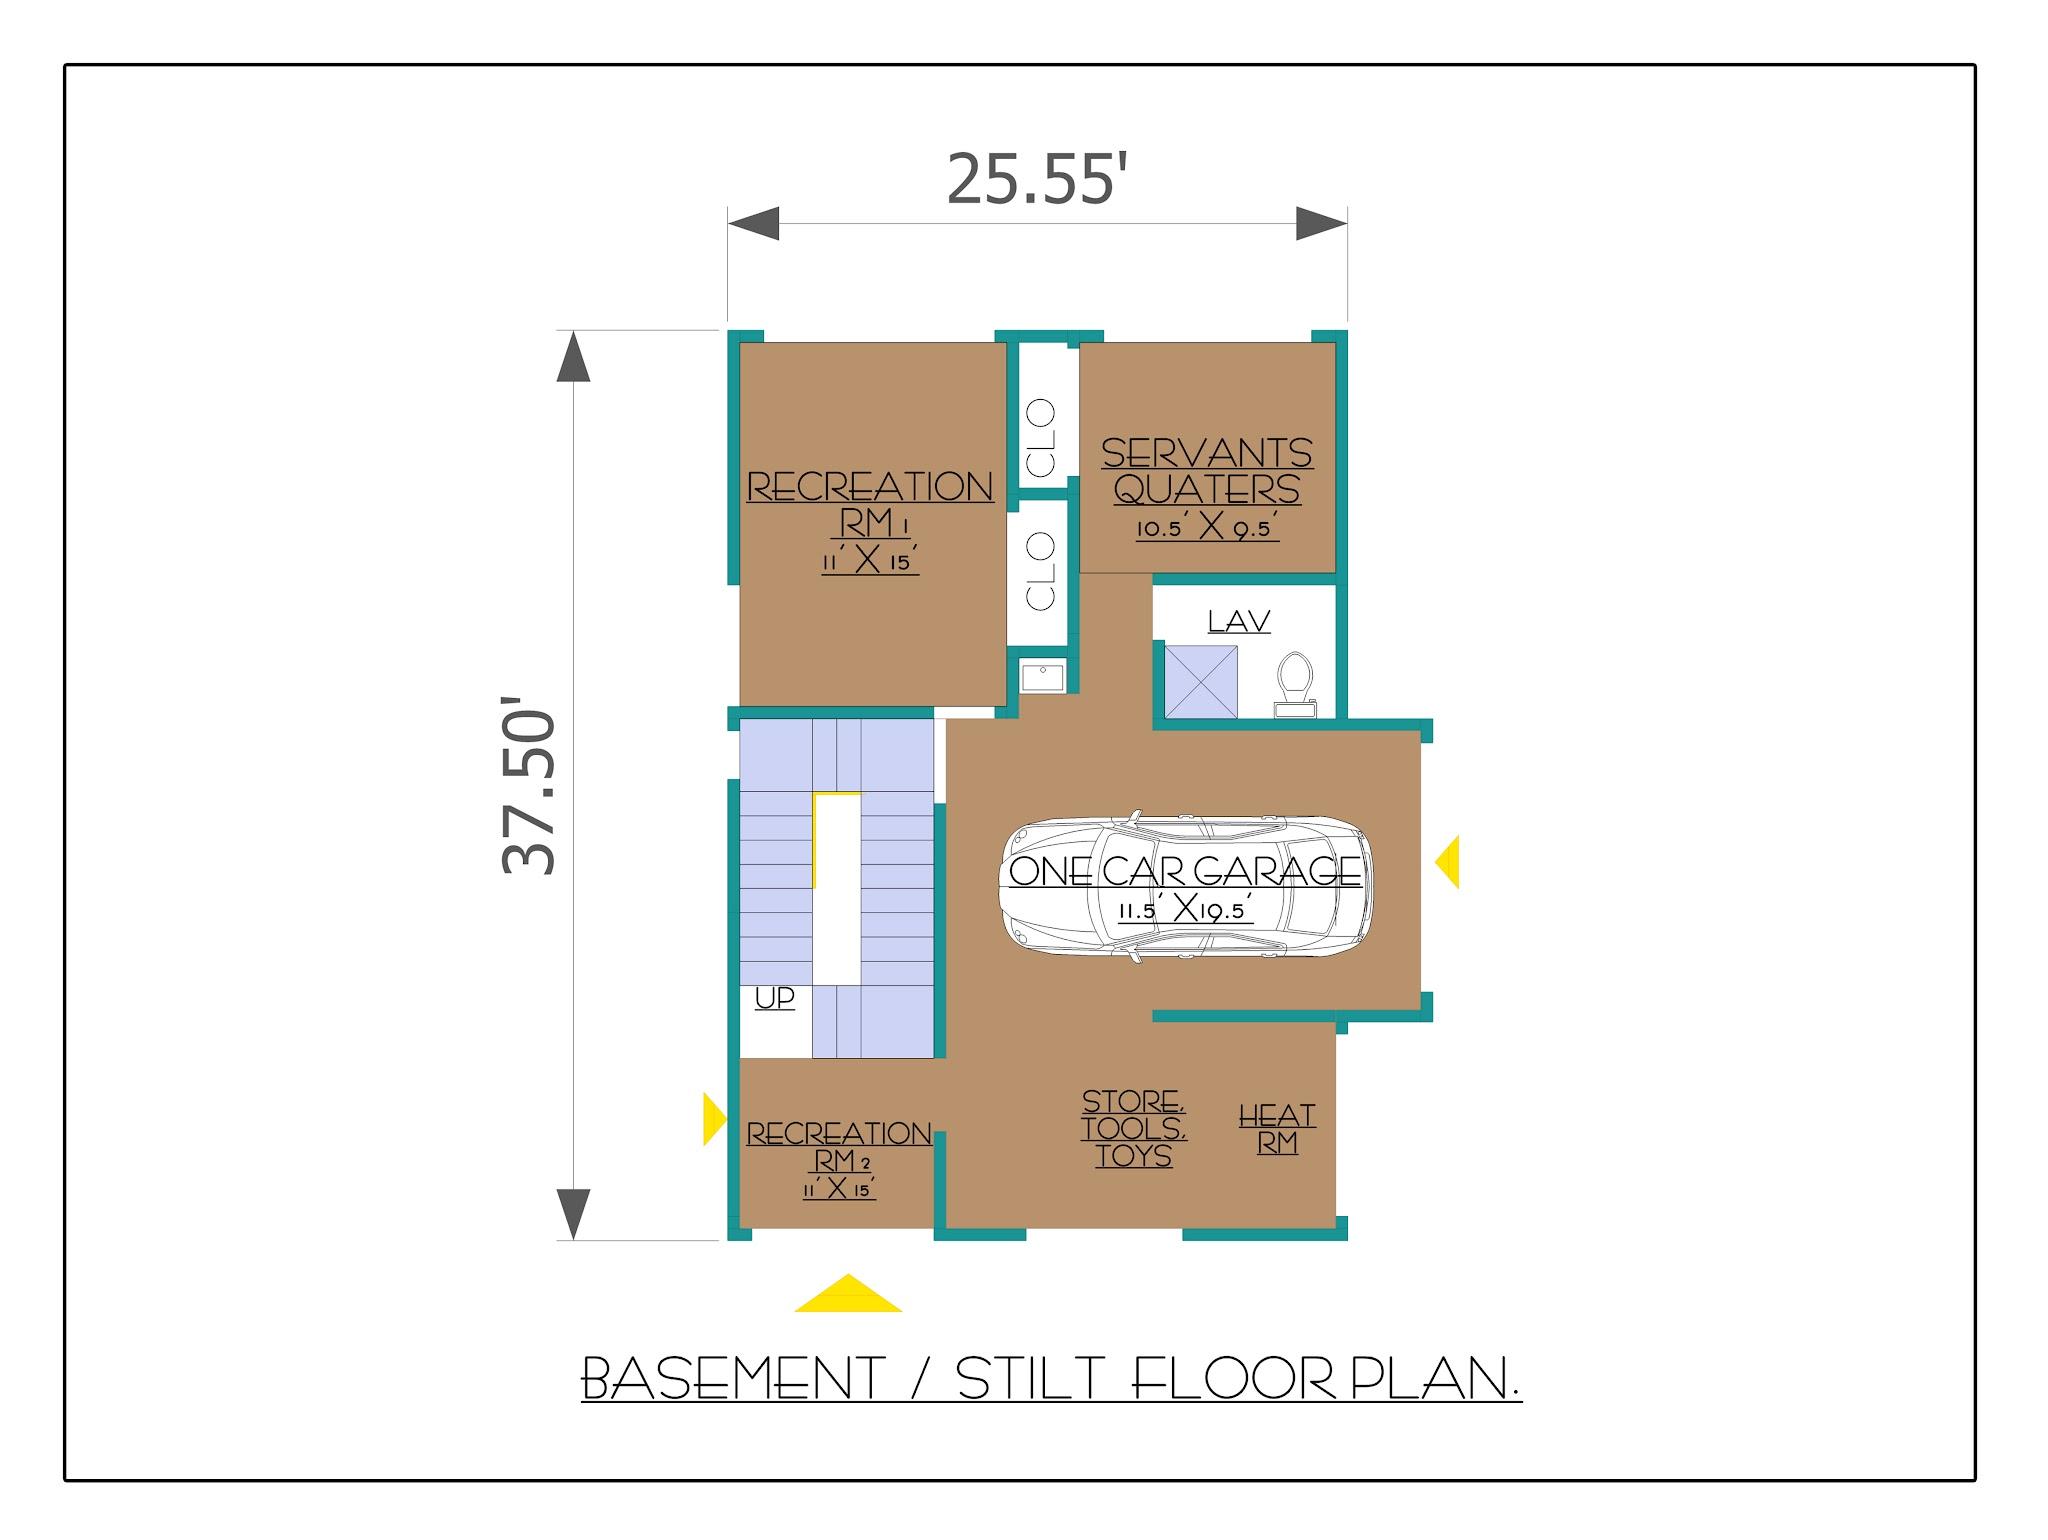 25.55'
37.50'
RECREATION
RM 1
11' X 15'
CLO
CLO
SERVANTS
QUATERS
10.5' X 9.5'
LAV
ONE CAR GARAGE
11.5' X19.5'
UP
RECREATION
RM 2
11' X 15'
STORE,
TOOLS,
TOYS
HEAT
RM
BASEMENT / STILT FLOOR PLAN.